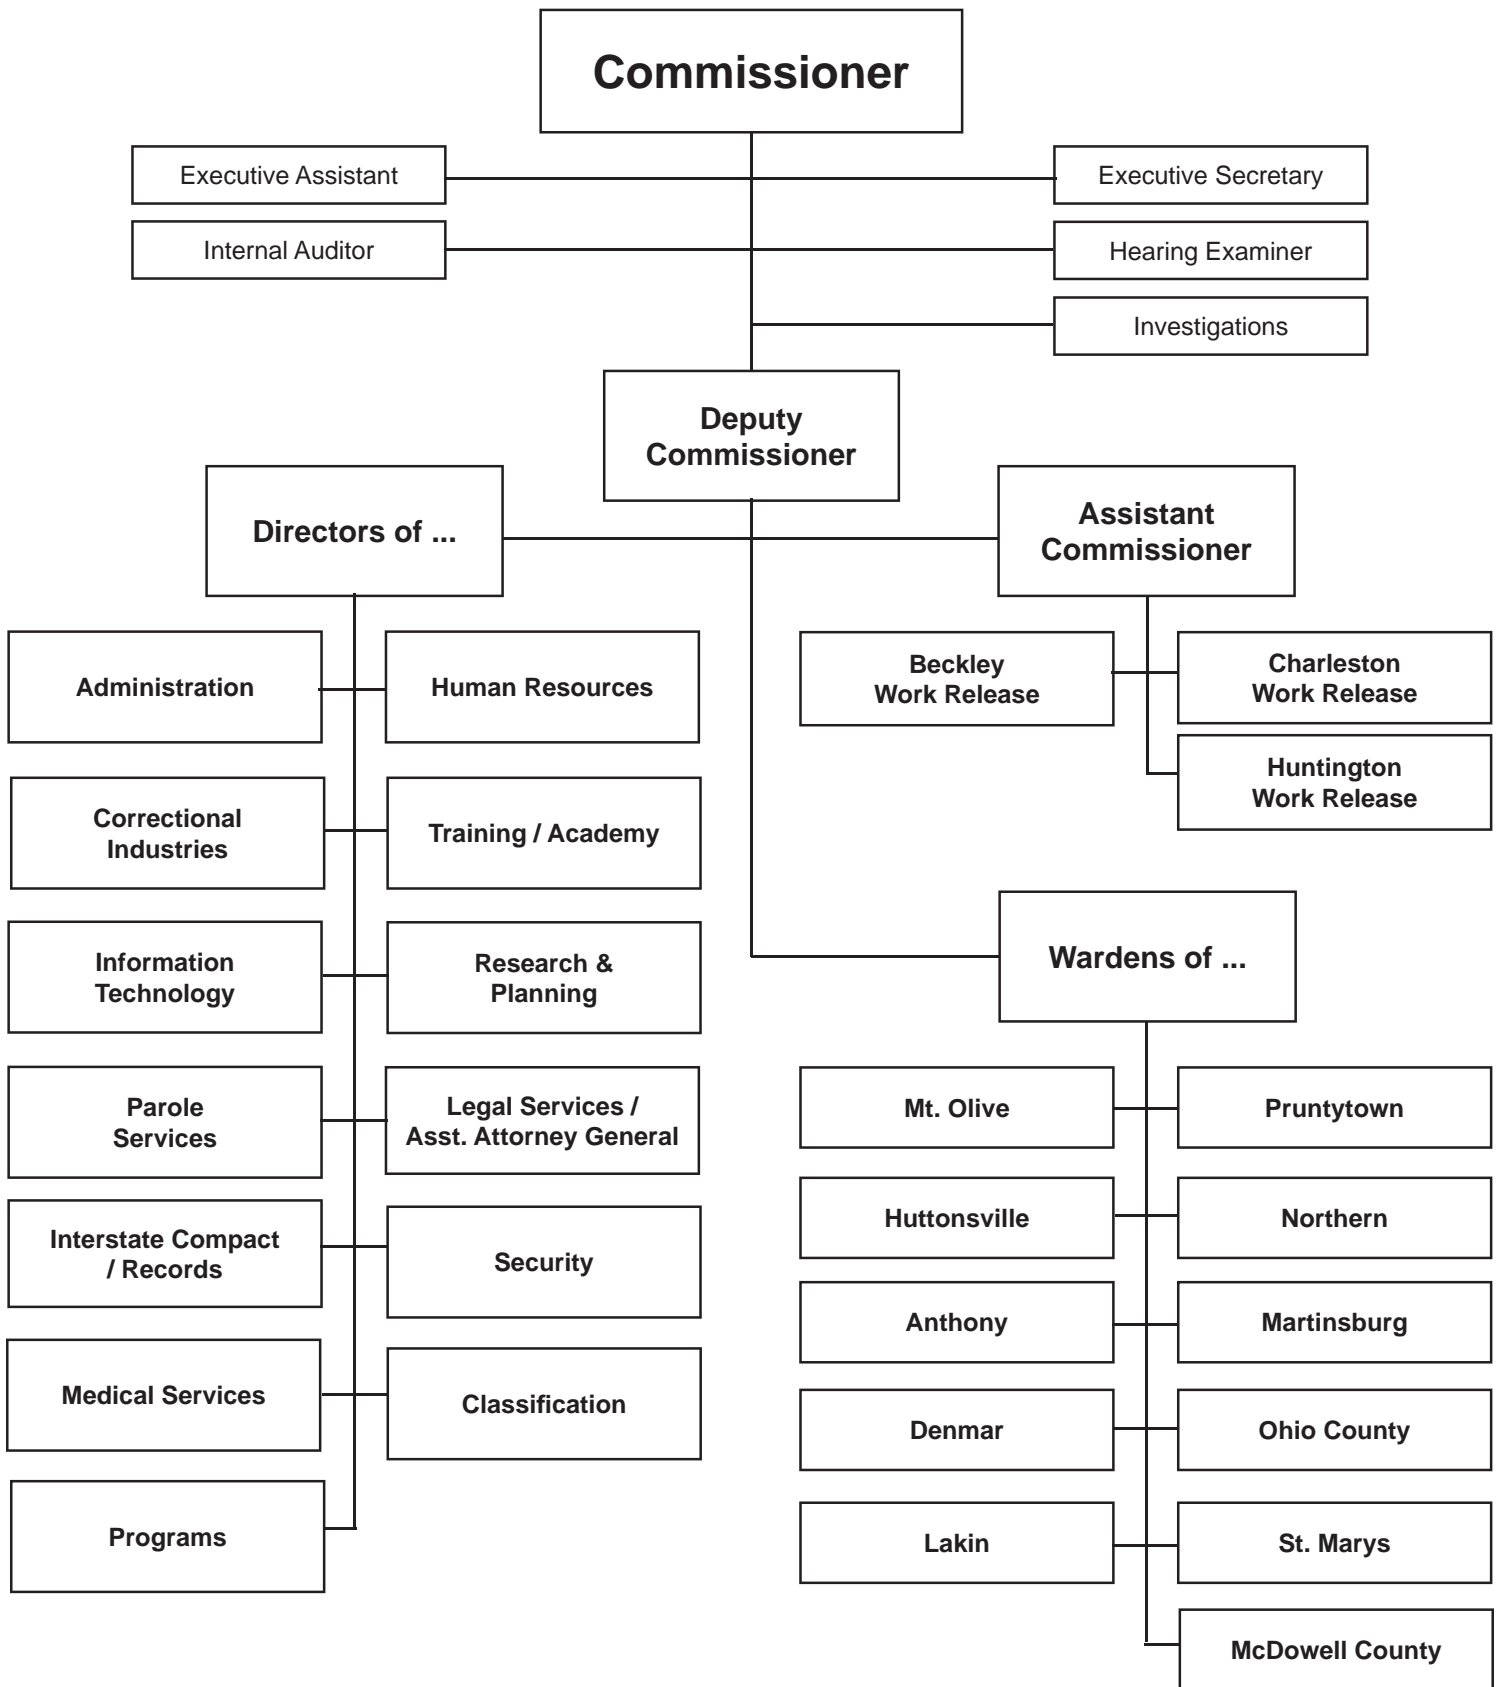 Commissioner
Executive Assistant
Executive Secretary
Internal Auditor
Hearing Examiner
Investigations
Deputy
Commissioner
Directors of ...
Assistant
Commissioner
Administration
Human Resources
Correctional
Industries
Training / Academy
Information
Technology
Research &
Planning
Parole
Services
Legal Services /
Asst. Attorney General
Interstate Compact
/ Records
Security
Medical Services
Classification
Programs
Beckley
Work Release
Charleston
Work Release
Huntington
Work Release
Wardens of ...
Mt. Olive
Pruntytown
Huttonsville
Northern
Anthony
Martinsburg
Denmar
Ohio County
Lakin
St. Marys
McDowell County